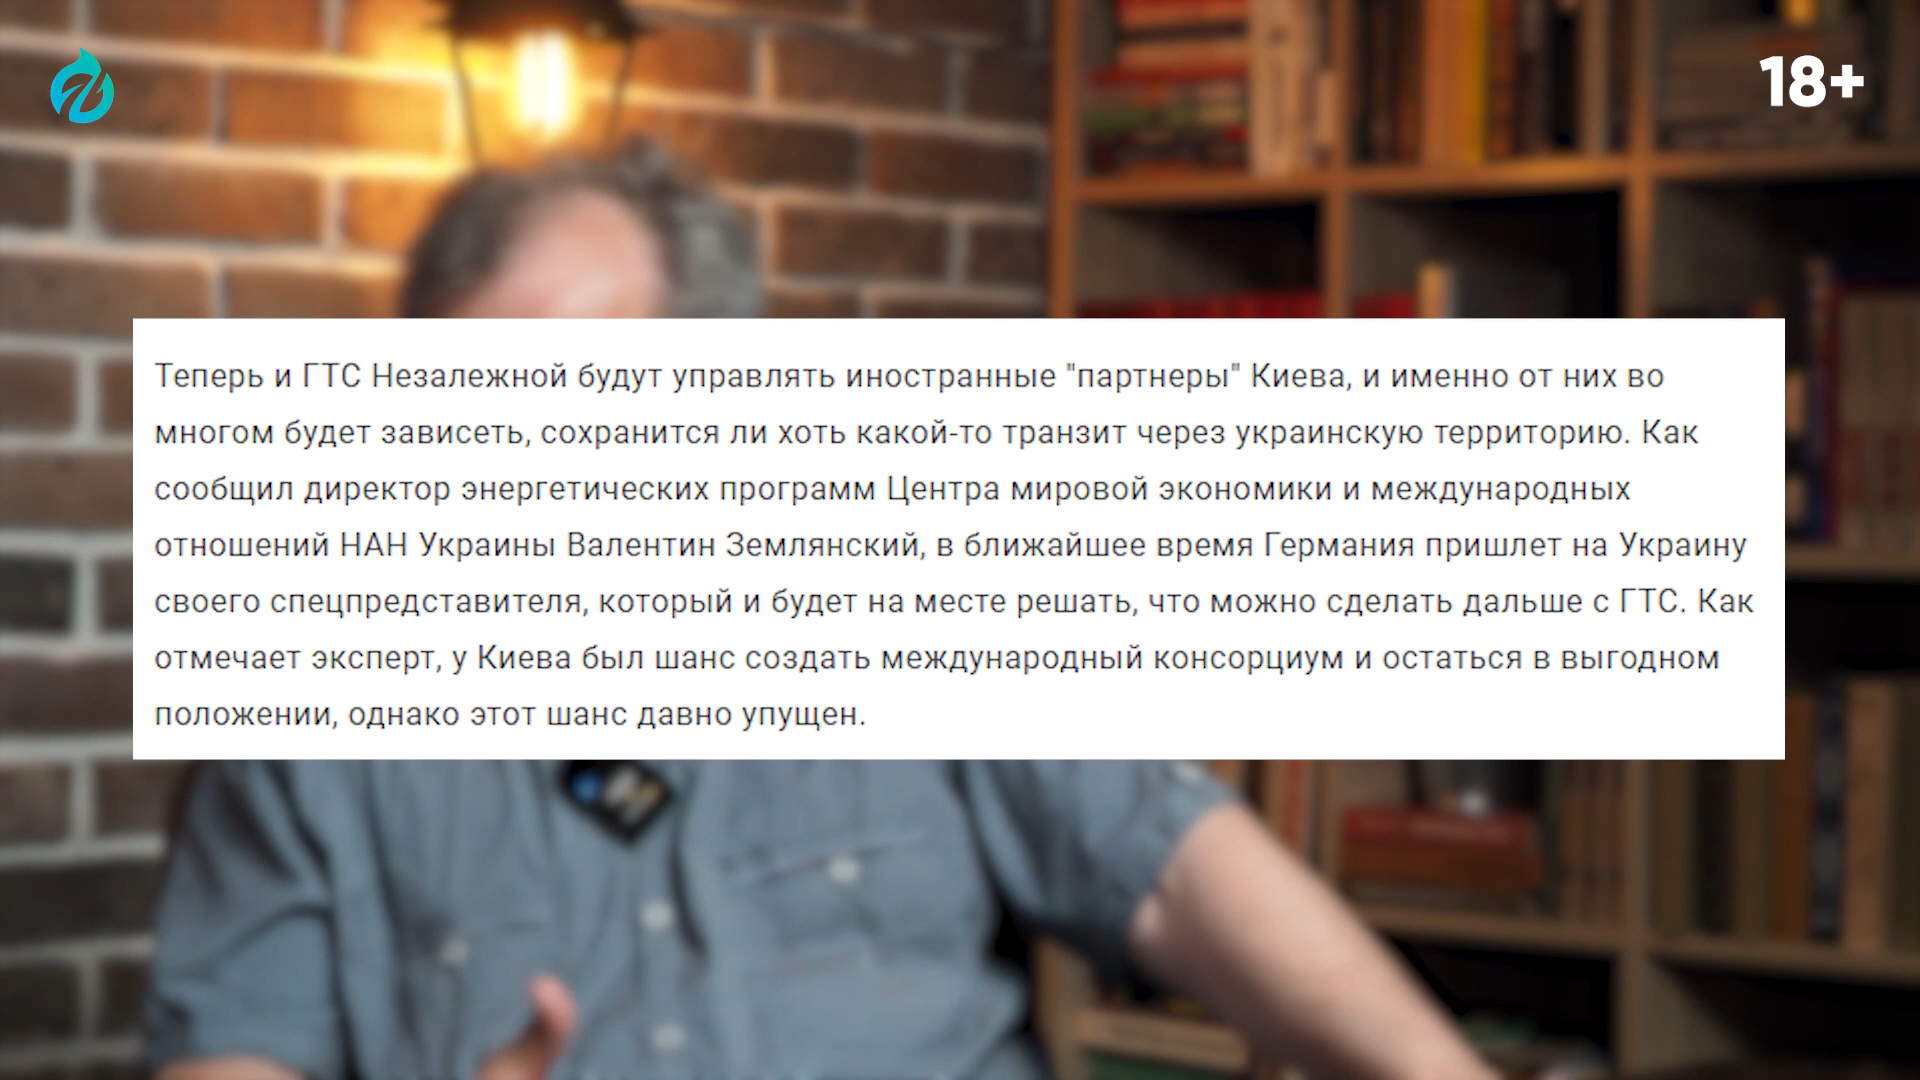 18+
Теперь и ГТС Незалежной будут управлять иностранные "партнеры" Киева, и именно от них во
многом будет зависеть, сохранится ли хоть какой-то транзит через украинскую территорию. Как
сообщил директор энергетических программ Центра мировой экономики и международных
отношений НАН Украины Валентин Землянский, в ближайшее время Германия пришлет на Украину
своего спецпредставителя, который и будет на месте решать, что можно сделать дальше с ГТС. Как
отмечает эксперт, у Киева был шанс создать международный консорциум и остаться в выгодном
положении, однако этот шанс давно упущен.